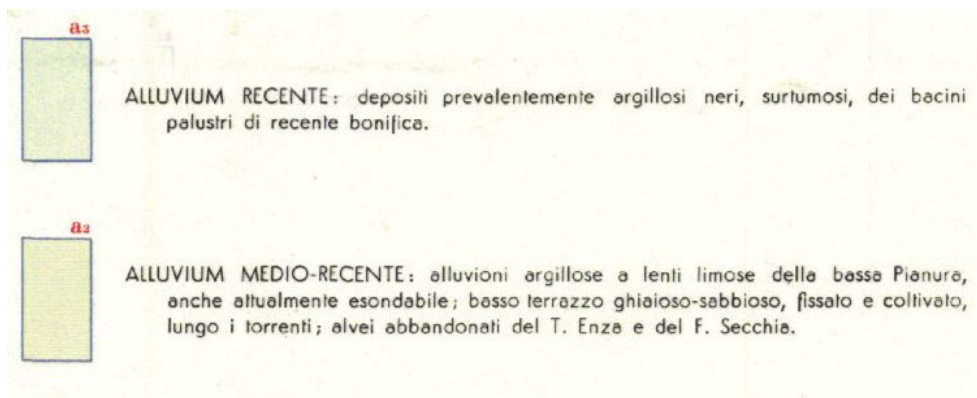 a3
ALLUVIUM RECENTE: depositi prevalentemente argillosi neri, surtumosi, dei bacini
palustri di recente bonifica.
a2
ALLUVIUM MEDIO-RECENTE: alluvioni argillose a lenti limose della bassa Pianura,
anche attualmente esondabile; basso terrazzo ghiaioso-sabbioso, fissato e coltivato,
lungo i torrenti; alvei abbandonati del T. Enza e del F. Secchia.